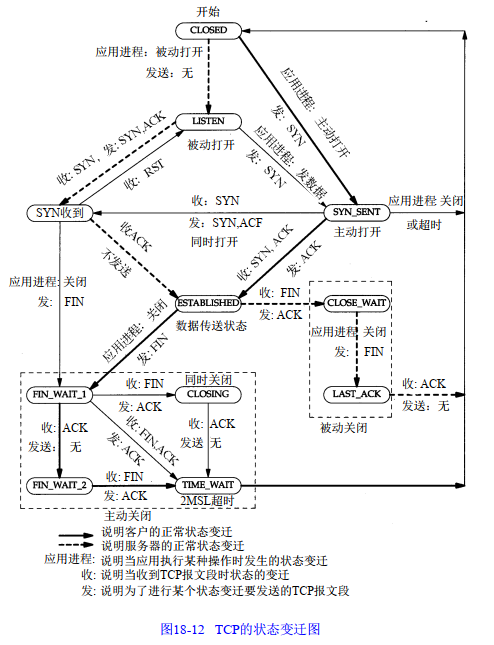 开始
CLOSED
应用进程：被动打开
发送：无
应用进程：主动打开
发：SYN
LISTEN
被动打开
收: SYN，发: SYN,ACK
收: RST
应用进程：发数据
发：SYN
SYN收到
收：SYN
发：SYN,ACF
同时打开
SYN_SENT
主动打开
应用进程 关闭
或超时
收ACK
不发送
收: SYN, ACK
发: ACK
应用进程: 关闭
发: FIN
ESTABLISHED
数据传送状态
收: FIN
发: ACK
CLOSE_WAIT
应用进程 关闭
发: FIN
LAST_ACK
收: ACK
发送: 无
被动关闭
应用进程: 关闭
发: FIN
FIN_WAIT_1
收: FIN
发: ACK
同时关闭
CLOSING
收: ACK
发送: 无
收: FIN,ACK
发: ACK
收: ACK
发送 无
FIN_WAIT_2
收: FIN
发: ACK
TIME_WAIT
2MSL超时
主动关闭
说明客户的正常状态变迁
说明服务器的正常状态变迁
应用进程: 说明当应用执行某种操作时发生的状态变迁
收: 说明当收到TCP报文段时状态的变迁
发: 说明为了进行某个状态变迁要发送的TCP报文段
图18-12 TCP的状态变迁图